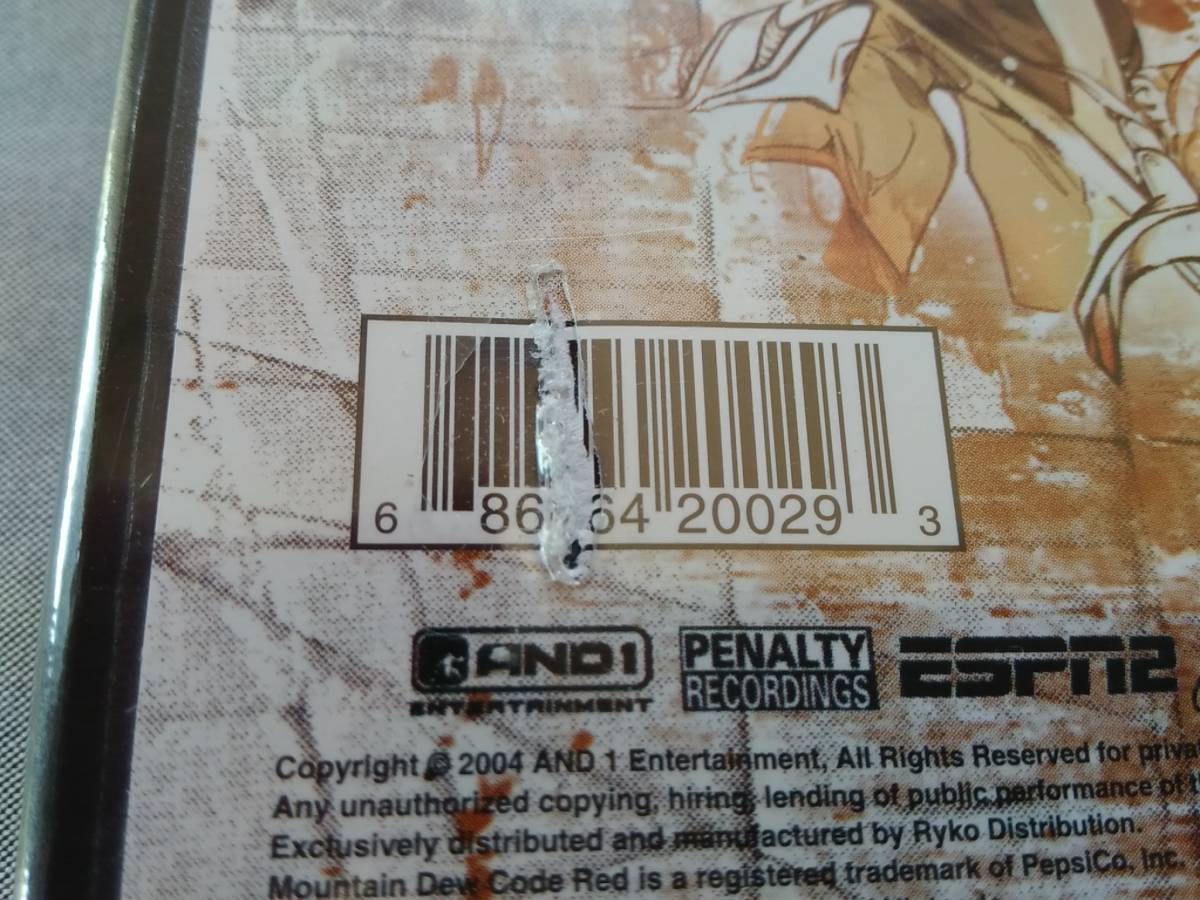 6 86 64 20029 3
AND 1
ENTERTAINMENT
PENALTY
RECORDINGS
ESPN2
Copyright © 2004 AND 1 Entertainment, All Rights Reserved for
Any unauthorized copying, hiring, lending of public performance of
Exclusively distributed and manufactured by Ryko Distribution.
Mountain Dew Code Red is a registered trademark of PepsiCo, Inc.